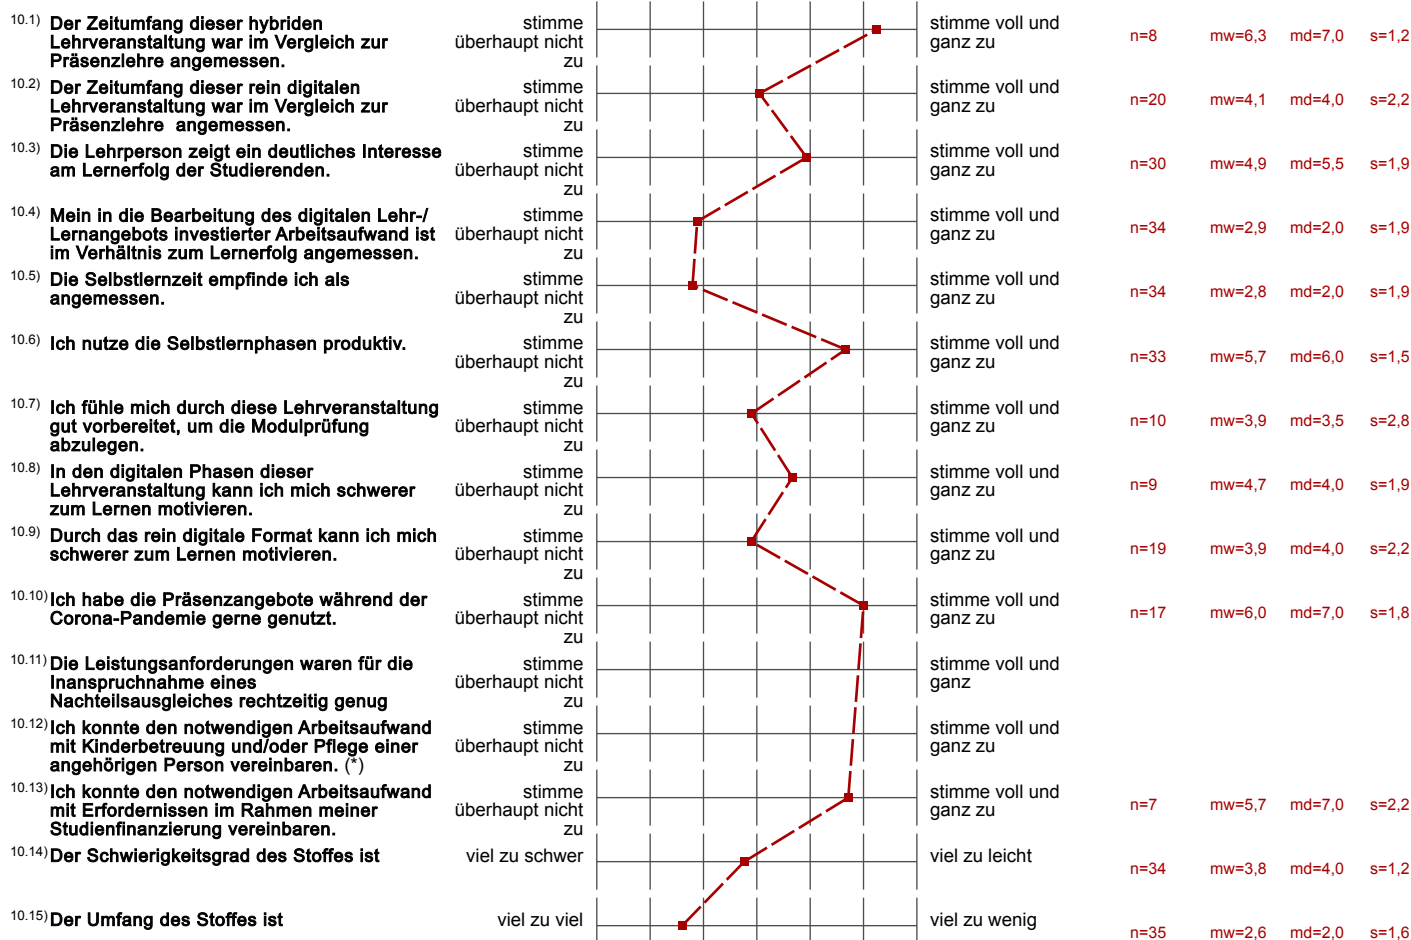 10.1) Der Zeitumfang dieser hybriden
Lehrveranstaltung war im Vergleich zur
Präsenzlehre angemessen.
stimme
überhaupt nicht
zu
stimme voll und
ganz zu
n=8 mw=6,3 md=7,0 s=1,2
10.2) Der Zeitumfang dieser rein digitalen
Lehrveranstaltung war im Vergleich zur
Präsenzlehre angemessen.
stimme
überhaupt nicht
zu
stimme voll und
ganz zu
n=20 mw=4,1 md=4,0 s=2,2
10.3) Die Lehrperson zeigt ein deutliches Interesse
am Lernerfolg der Studierenden.
stimme
überhaupt nicht
zu
stimme voll und
ganz zu
n=30 mw=4,9 md=5,5 s=1,9
10.4) Mein in die Bearbeitung des digitalen Lehr-/
Lernangebots investierter Arbeitsaufwand ist
im Verhältnis zum Lernerfolg angemessen.
stimme
überhaupt nicht
zu
stimme voll und
ganz zu
n=34 mw=2,9 md=2,0 s=1,9
10.5) Die Selbstlernzeit empfinde ich als
angemessen.
stimme
überhaupt nicht
zu
stimme voll und
ganz zu
n=34 mw=2,8 md=2,0 s=1,9
10.6) Ich nutze die Selbstlernphasen produktiv.
stimme
überhaupt nicht
zu
stimme voll und
ganz zu
n=33 mw=5,7 md=6,0 s=1,5
10.7) Ich fühle mich durch diese Lehrveranstaltung
gut vorbereitet, um die Modulprüfung
abzulegen.
stimme
überhaupt nicht
zu
stimme voll und
ganz zu
n=10 mw=3,9 md=3,5 s=2,8
10.8) In den digitalen Phasen dieser
Lehrveranstaltung kann ich mich schwerer
zum Lernen motivieren.
stimme
überhaupt nicht
zu
stimme voll und
ganz zu
n=9 mw=4,7 md=4,0 s=1,9
10.9) Durch das rein digitale Format kann ich mich
schwerer zum Lernen motivieren.
stimme
überhaupt nicht
zu
stimme voll und
ganz zu
n=19 mw=3,9 md=4,0 s=2,2
10.10) Ich habe die Präsenzangebote während der
Corona-Pandemie gerne genutzt.
stimme
überhaupt nicht
zu
stimme voll und
ganz zu
n=17 mw=6,0 md=7,0 s=1,8
10.11) Die Leistungsanforderungen waren für die
Inanspruchnahme eines
Nachteilsausgleiches rechtzeitig genug
stimme
überhaupt nicht
zu
stimme voll und
ganz
10.12) Ich konnte den notwendigen Arbeitsaufwand
mit Kinderbetreuung und/oder Pflege einer
angehörigen Person vereinbaren. (*)
stimme
überhaupt nicht
zu
stimme voll und
ganz zu
10.13) Ich konnte den notwendigen Arbeitsaufwand
mit Erfordernissen im Rahmen meiner
Studienfinanzierung vereinbaren.
stimme
überhaupt nicht
zu
stimme voll und
ganz zu
n=7 mw=5,7 md=7,0 s=2,2
10.14) Der Schwierigkeitsgrad des Stoffes ist
viel zu schwer
viel zu leicht
n=34 mw=3,8 md=4,0 s=1,2
10.15) Der Umfang des Stoffes ist
viel zu viel
viel zu wenig
n=35 mw=2,6 md=2,0 s=1,6